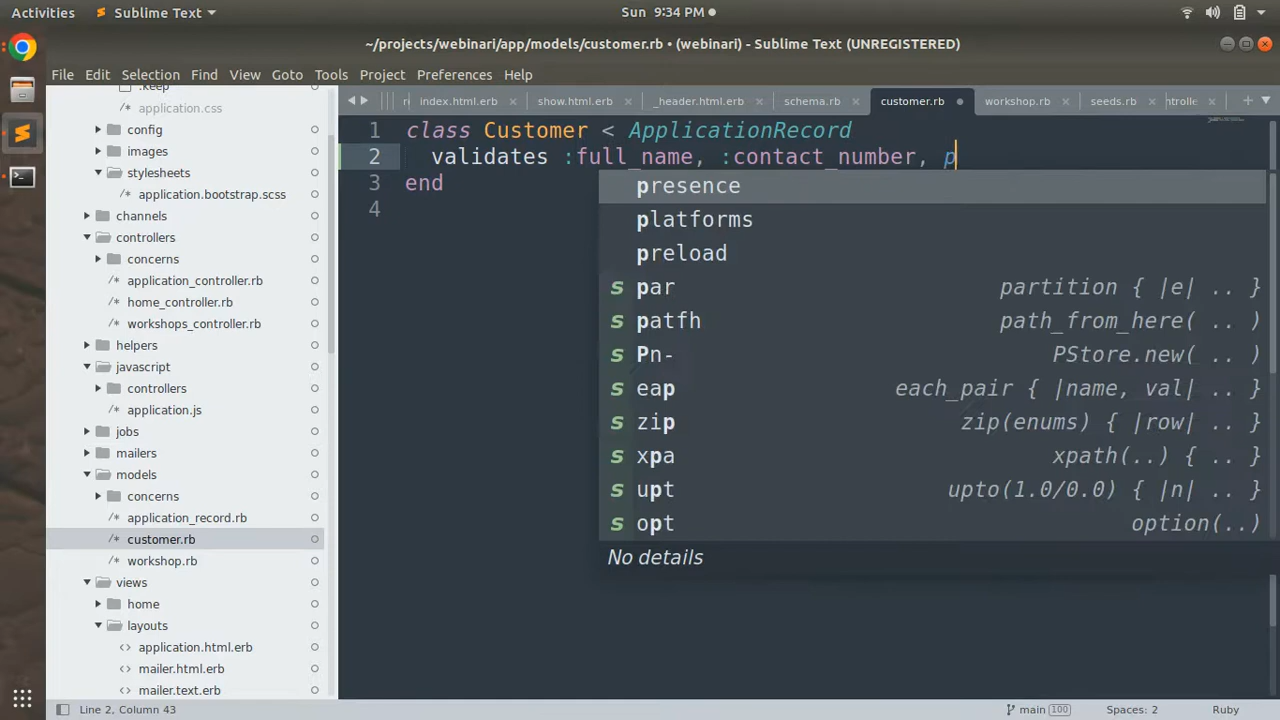 Activities
Sublime Text
Sun 9:34 PM
~/projects/webinari/app/models/customer.rb • (webinari) - Sublime Text (UNREGISTERED)
File Edit Selection Find View Goto Tools Project Preferences Help
.keep
application.css
config
images
stylesheets
application.bootstrap.scss
channels
controllers
concerns
application_controller.rb
home_controller.rb
workshops_controller.rb
helpers
javascript
controllers
application.js
jobs
mailers
models
concerns
application_record.rb
customer.rb
workshop.rb
views
home
layouts
application.html.erb
mailer.html.erb
mailer.text.erb
index.html.erb
show.html.erb
_header.html.erb
schema.rb
customer.rb
workshop.rb
seeds.rb
ntrolle
1 class Customer < ApplicationRecord
2 validates :full_name, :contact_number, p
3 end
4
presence
platforms
preload
s par partition { |e| .. }
s patfh path_from_here( .. )
s Pn- PStore.new( .. )
s eap each_pair { |name, val| .. }
s zip zip(enums) { |row| .. }
s xpa xpath(..) { .. }
s upt upto(1.0/0.0) { |n| .. }
s opt option(..)
No details
Line 2, Column 43
main 100
Spaces: 2
Ruby